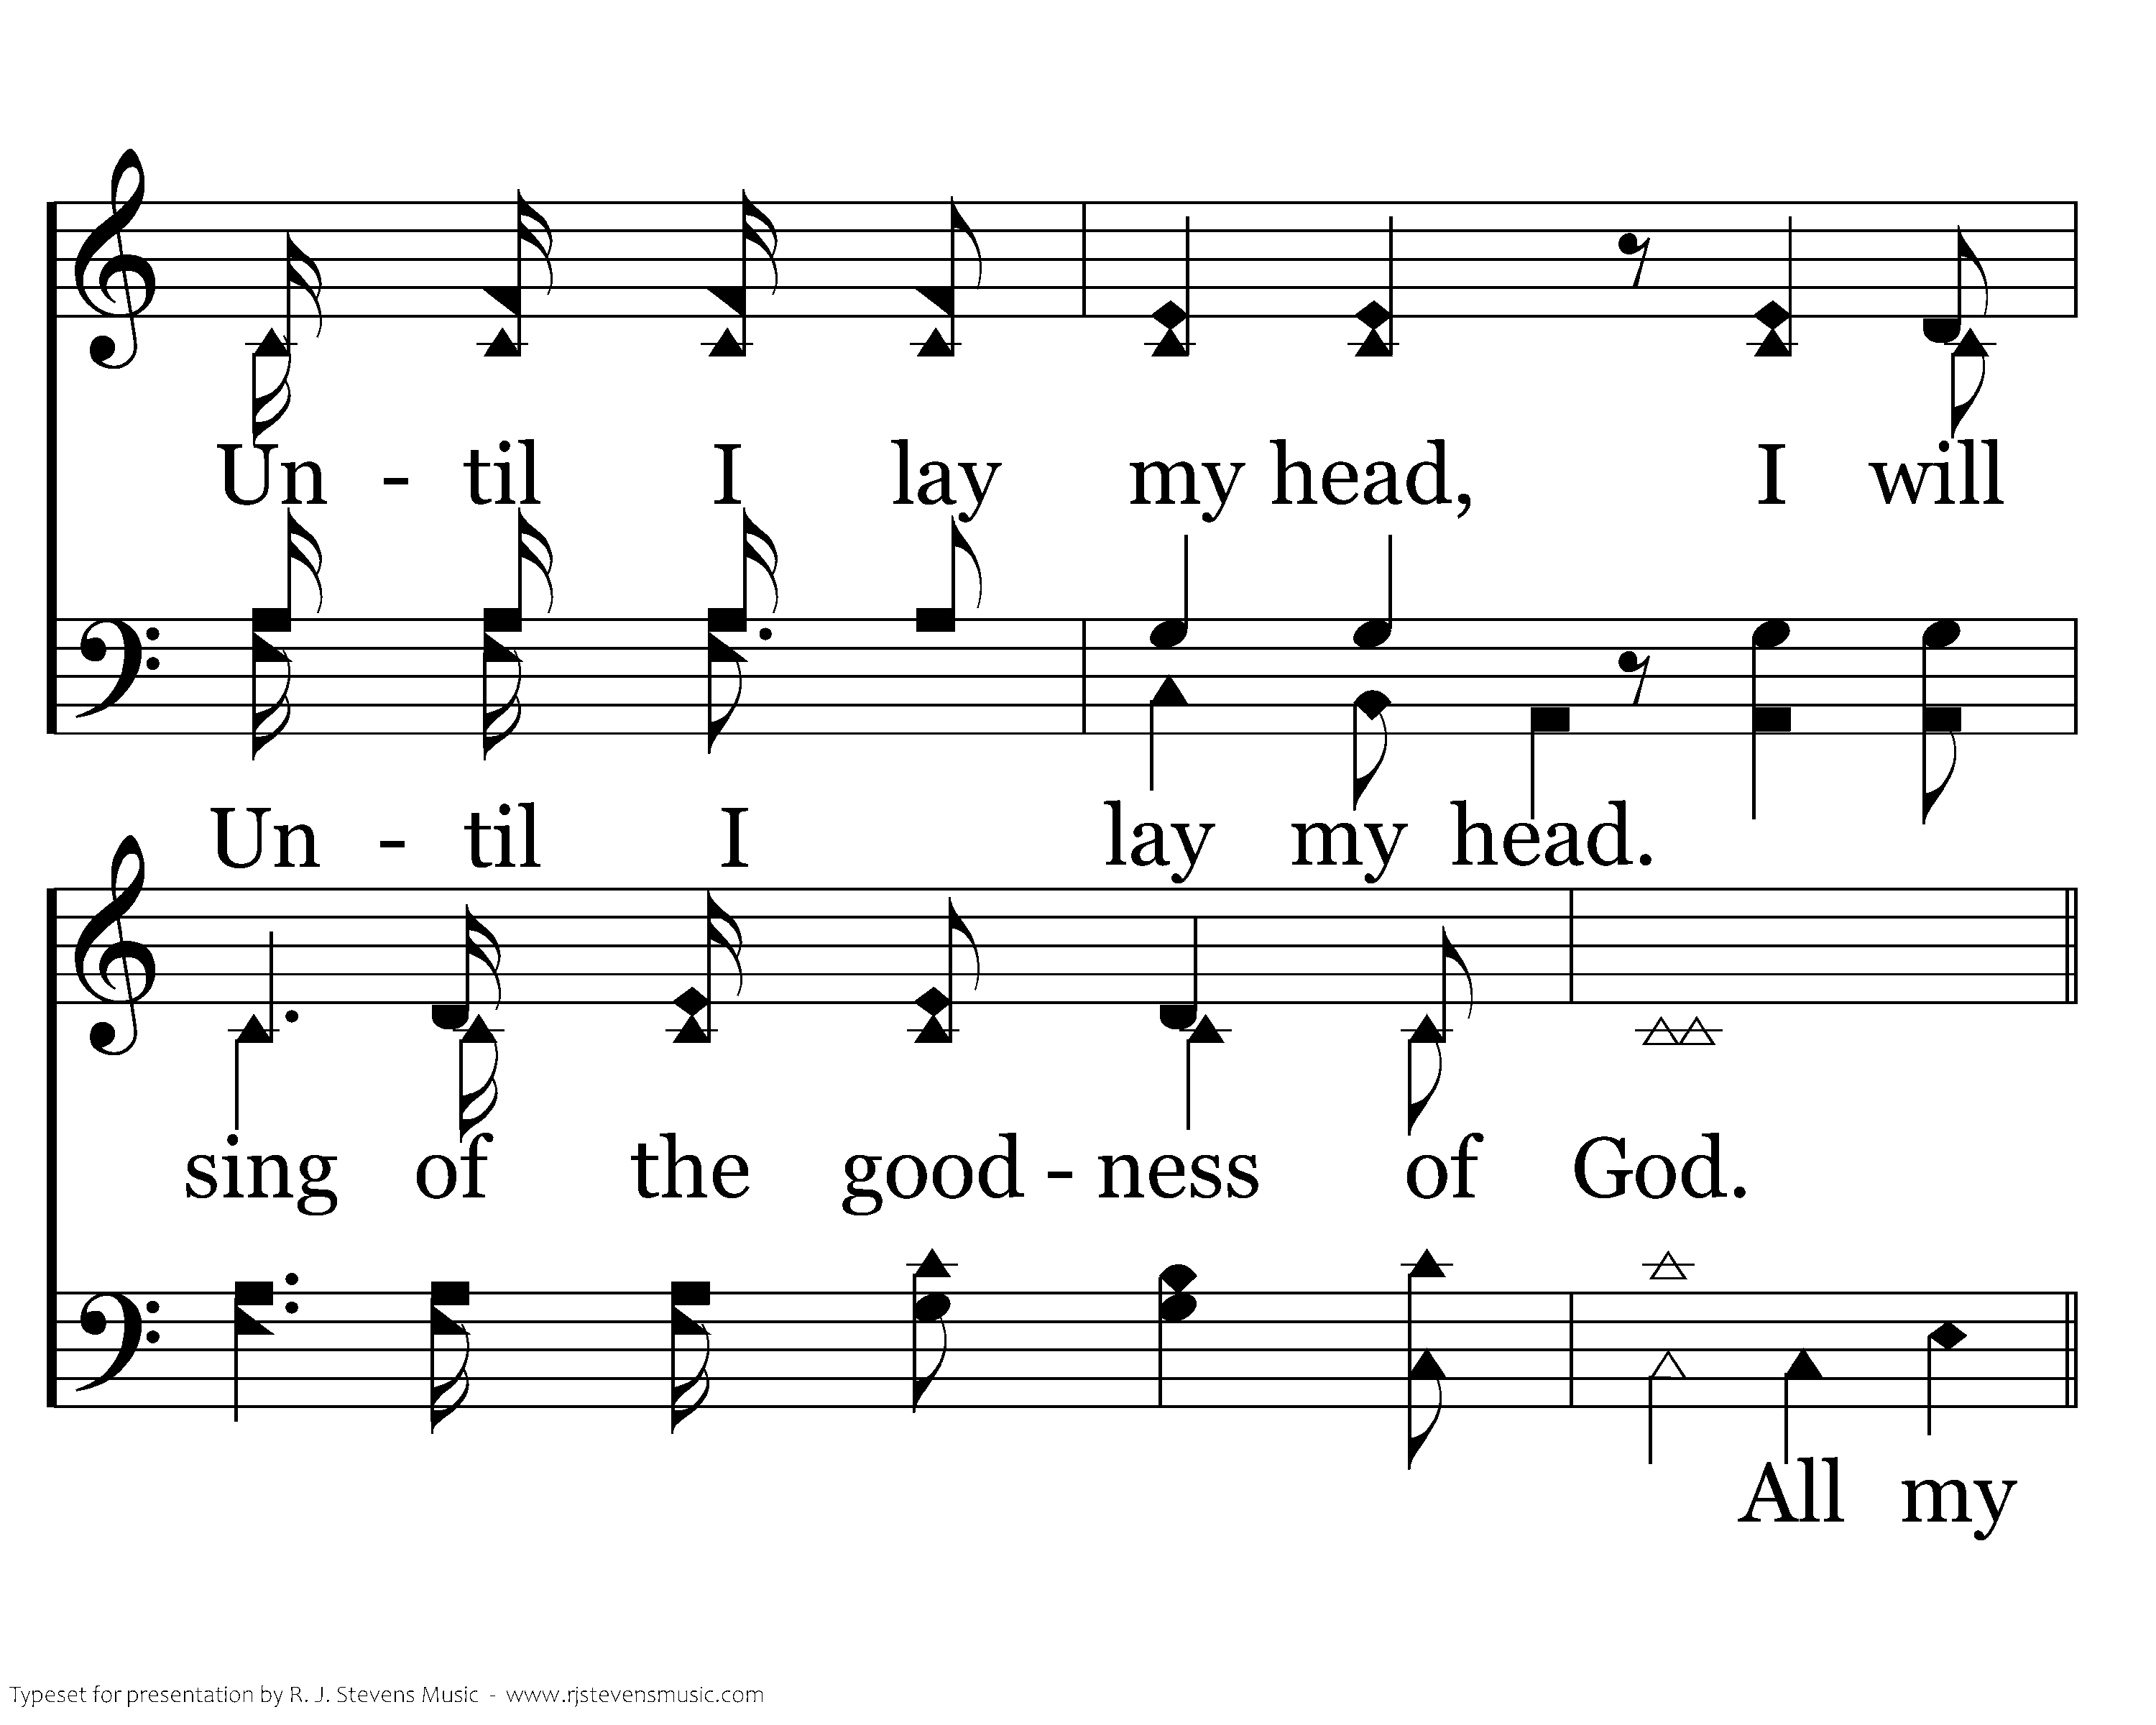 Un - til I lay my head, I will
Un - til I lay my head.
sing of the good - ness of God.
All my
Typeset for presentation by R. J. Stevens Music - www.rjstevensmusic.com